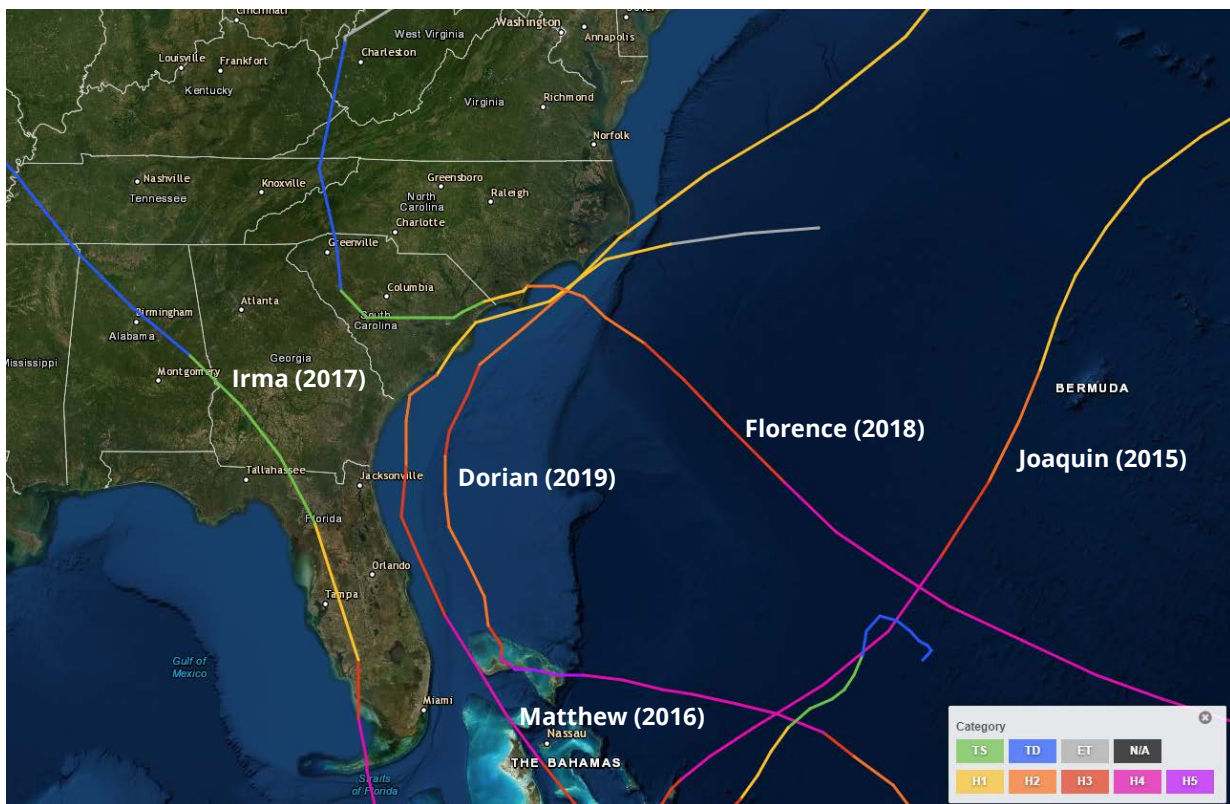 Cincinnati
Washington
Dover
Annapolis
West Virginia
Charleston
Louisville
Frankfort
Kentucky
Virginia
Richmond
Norfolk
Nashville
Tennessee
Knoxville
Greensboro
North
Carolina
Raleigh
Charlotte
Greenville
Columbia
South
Carolina
Atlanta
Birmingham
Alabama
Georgia
Mississippi
Montgomery
Irma (2017)
BERMUDA
Florence (2018)
Joaquin (2015)
Tallahassee
Jacksonville
Dorian (2019)
Florida
Orlando
Tampa
Gulf of
Mexico
Miami
Matthew (2016)
Nassau
THE BAHAMAS
Straits
of Florida
Category
TS TD ET N/A
H1 H2 H3 H4 H5